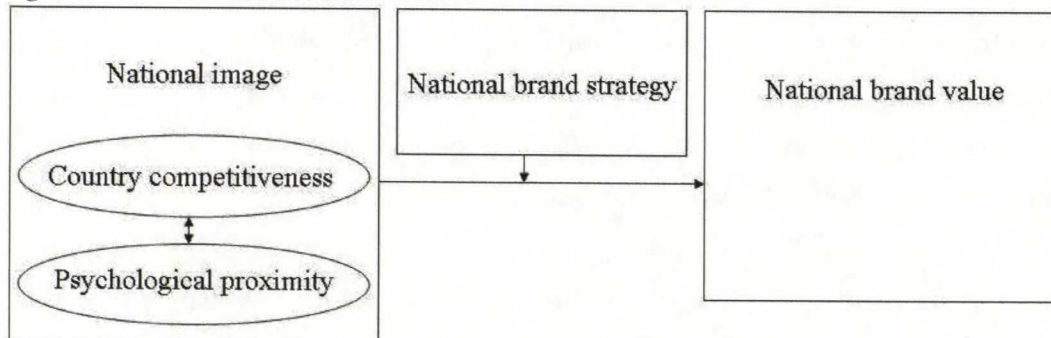 National image
Country competitiveness
Psychological proximity
National brand strategy
National brand value